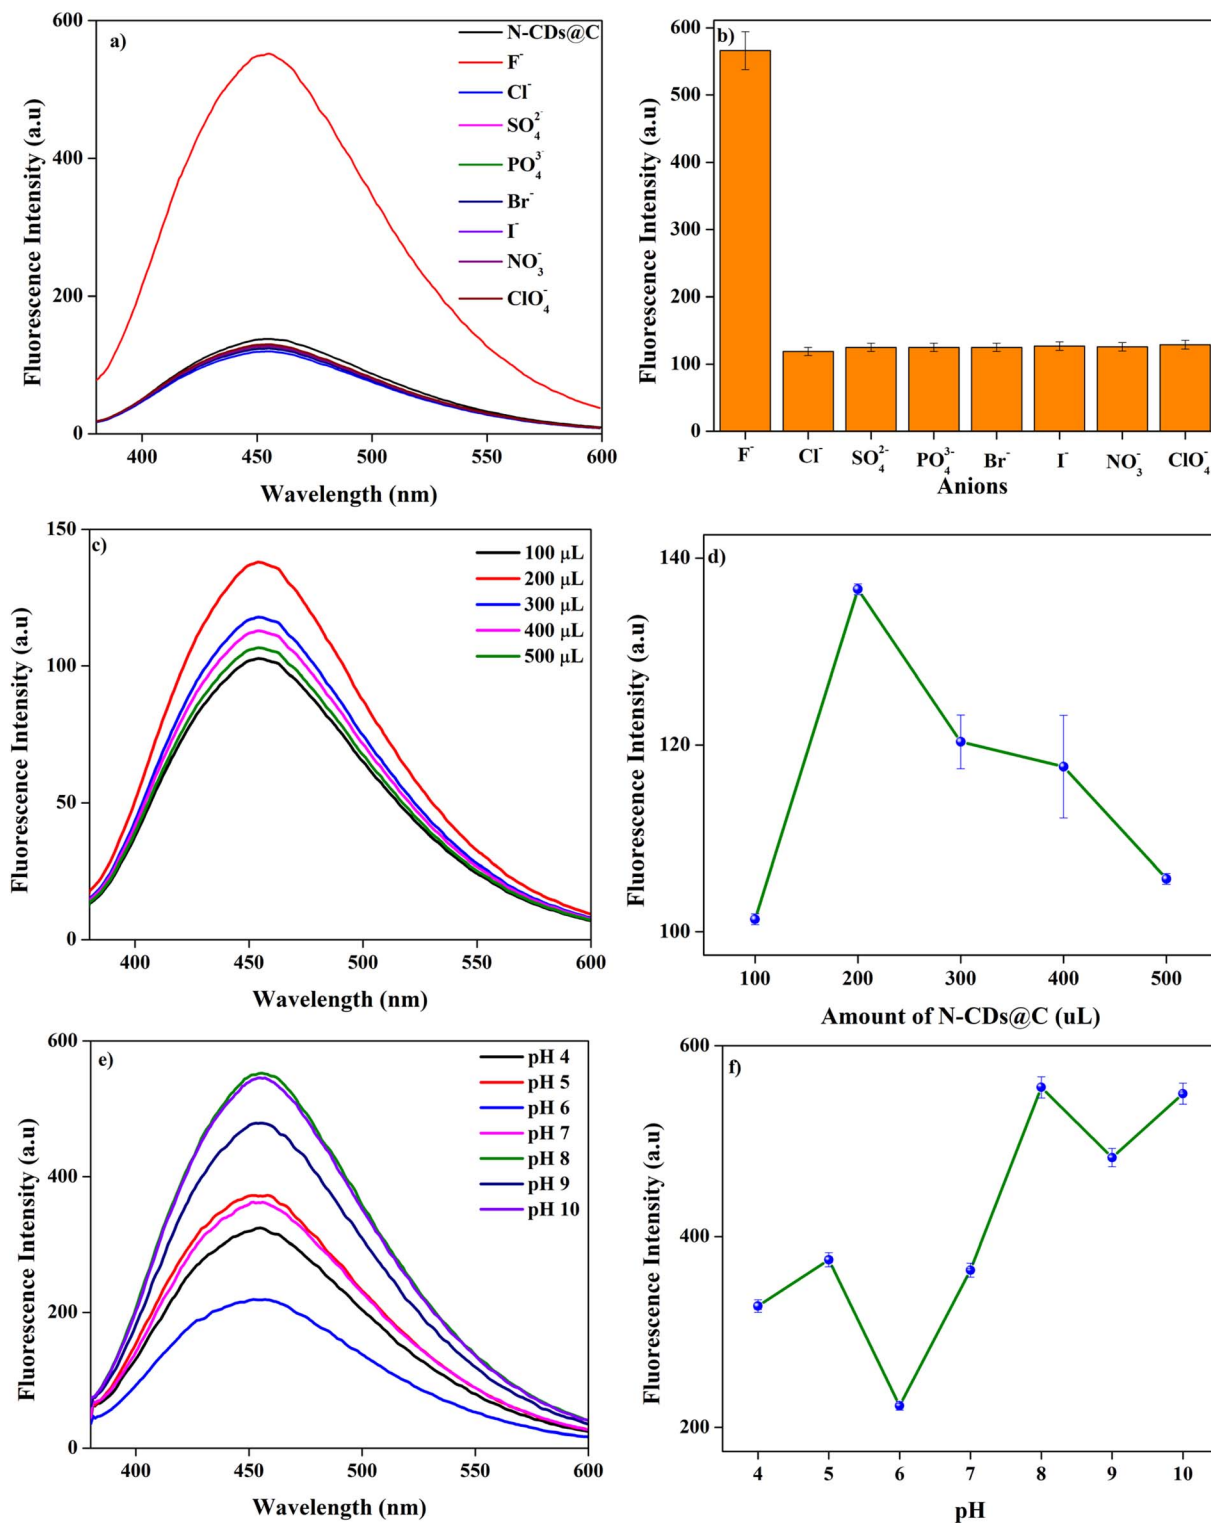 a)
600
400
200
0
400
450
500
550
600
Fluorescence Intensity (a.u)
Wavelength (nm)
N-CDs@C
F⁻
Cl⁻
SO₄²⁻
PO₄³⁻
Br⁻
I⁻
NO₃⁻
ClO₄⁻
b)
600
500
400
300
200
100
0
Fluorescence Intensity (a.u)
F⁻
Cl⁻
SO₄²⁻
PO₄³⁻
Br⁻
I⁻
NO₃⁻
ClO₄⁻
Anions
c)
150
100
50
0
400
450
500
550
600
Fluorescence Intensity (a.u)
Wavelength (nm)
100 μL
200 μL
300 μL
400 μL
500 μL
d)
140
120
100
100
200
300
400
500
Fluorescence Intensity (a.u)
Amount of N-CDs@C (uL)
e)
600
400
200
0
400
450
500
550
600
Fluorescence Intensity (a.u)
Wavelength (nm)
pH 4
pH 5
pH 6
pH 7
pH 8
pH 9
pH 10
f)
600
400
200
4
5
6
7
8
9
10
Fluorescence Intensity (a.u)
pH